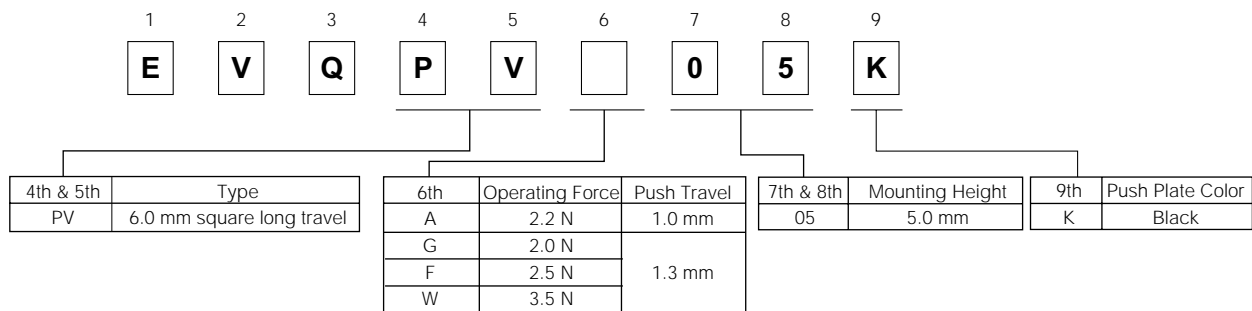 1 2 3 4 5 6 7 8 9
E V Q P V 0 5 K
4th & 5th Type
PV 6.0 mm square long travel
6th Operating Force Push Travel
A 2.2 N 1.0 mm
G 2.0 N
F 2.5 N 1.3 mm
W 3.5 N
7th & 8th Mounting Height
05 5.0 mm
9th Push Plate Color
K Black